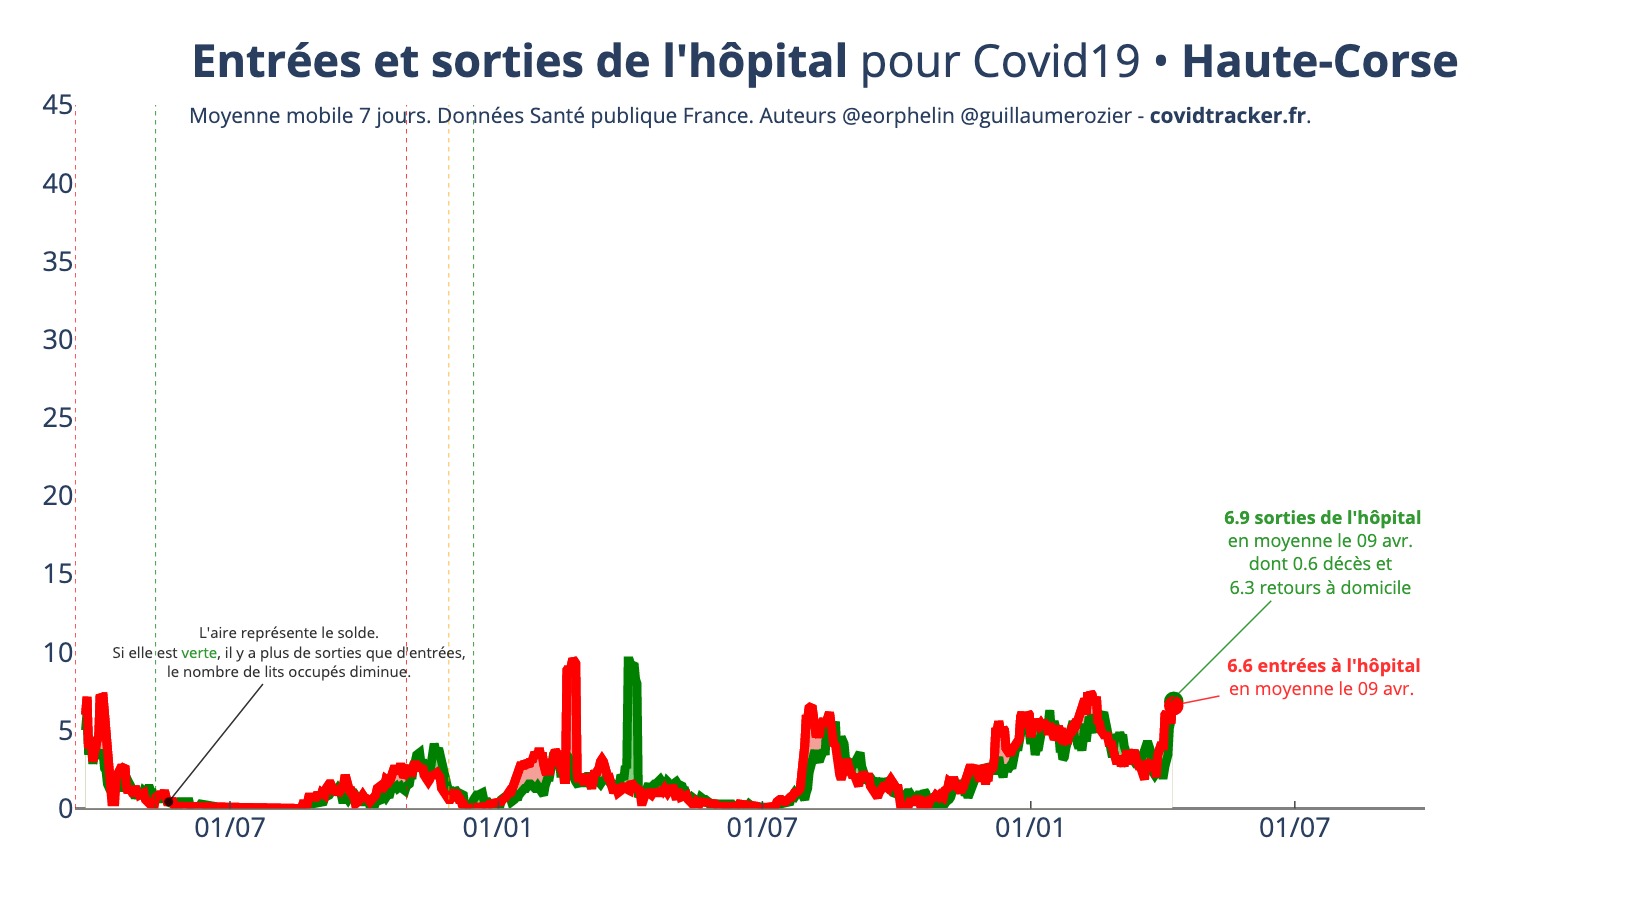 Entrées et sorties de l'hôpital pour Covid19 • Haute-Corse
Moyenne mobile 7 jours. Données Santé publique France. Auteurs @eorphelin @guillaumerozier - covidtracker.fr.
45
40
35
30
25
20
15
10
5
0
L'aire représente le solde.
Si elle est verte, il y a plus de sorties que d'entrées,
le nombre de lits occupés diminue.
6.9 sorties de l'hôpital
en moyenne le 09 avr.
dont 0.6 décès et
6.3 retours à domicile
6.6 entrées à l'hôpital
en moyenne le 09 avr.
01/07
01/01
01/07
01/01
01/07